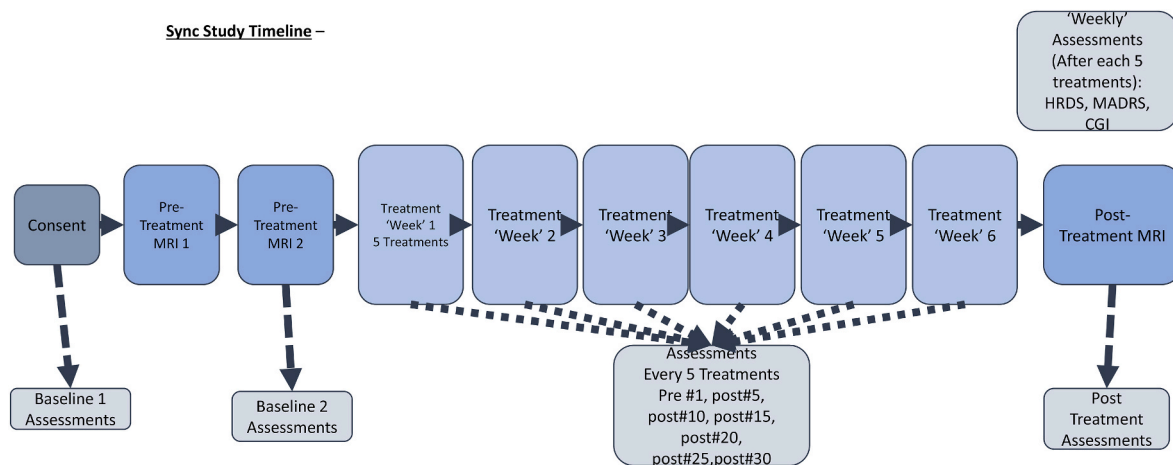 Sync Study Timeline –
‘Weekly’
Assessments
(After each 5
treatments):
HRDS, MADRS,
CGI
Consent
Pre-
Treatment
MRI 1
Pre-
Treatment
MRI 2
Treatment
‘Week’ 1
5 Treatments
Treatment
‘Week’ 2
Treatment
‘Week’ 3
Treatment
‘Week’ 4
Treatment
‘Week’ 5
Treatment
‘Week’ 6
Post-
Treatment MRI
Baseline 1
Assessments
Baseline 2
Assessments
Assessments
Every 5 Treatments
Pre #1, post#5,
post#10, post#15,
post#20,
post#25,post#30
Post
Treatment
Assessments